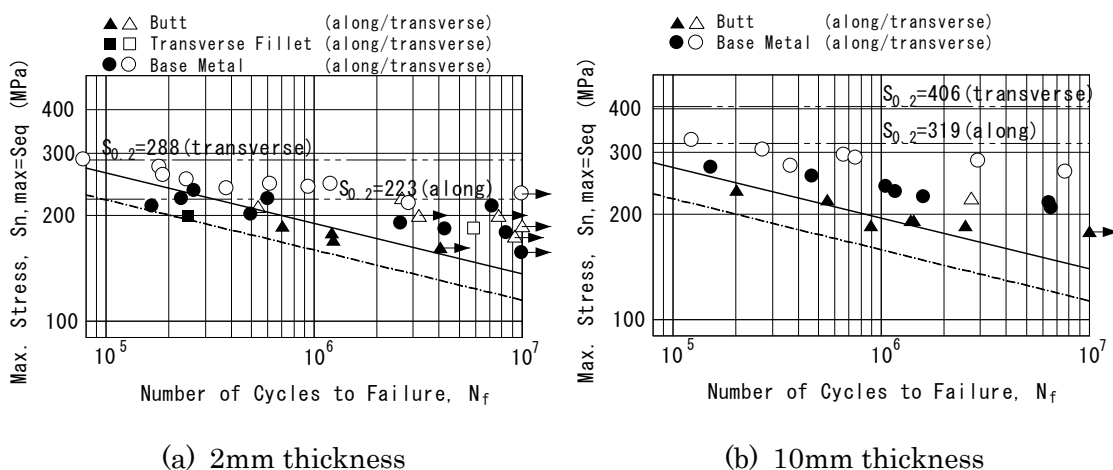 ▲ △ Butt (along/transverse)
■ □ Transverse Fillet (along/transverse)
● ○ Base Metal (along/transverse)
Max. Stress, Sn, max=Seq (MPa)
400
300
200
100
S0.2=288(transverse)
S0.2=223(along)
10^5 10^6 10^7
Number of Cycles to Failure, Nf
(a) 2mm thickness
▲ △ Butt (along/transverse)
● ○ Base Metal (along/transverse)
Max. Stress, Sn, max=Seq (MPa)
400
300
200
100
S0.2=406(transverse)
S0.2=319(along)
10^5 10^6 10^7
Number of Cycles to Failure, Nf
(b) 10mm thickness